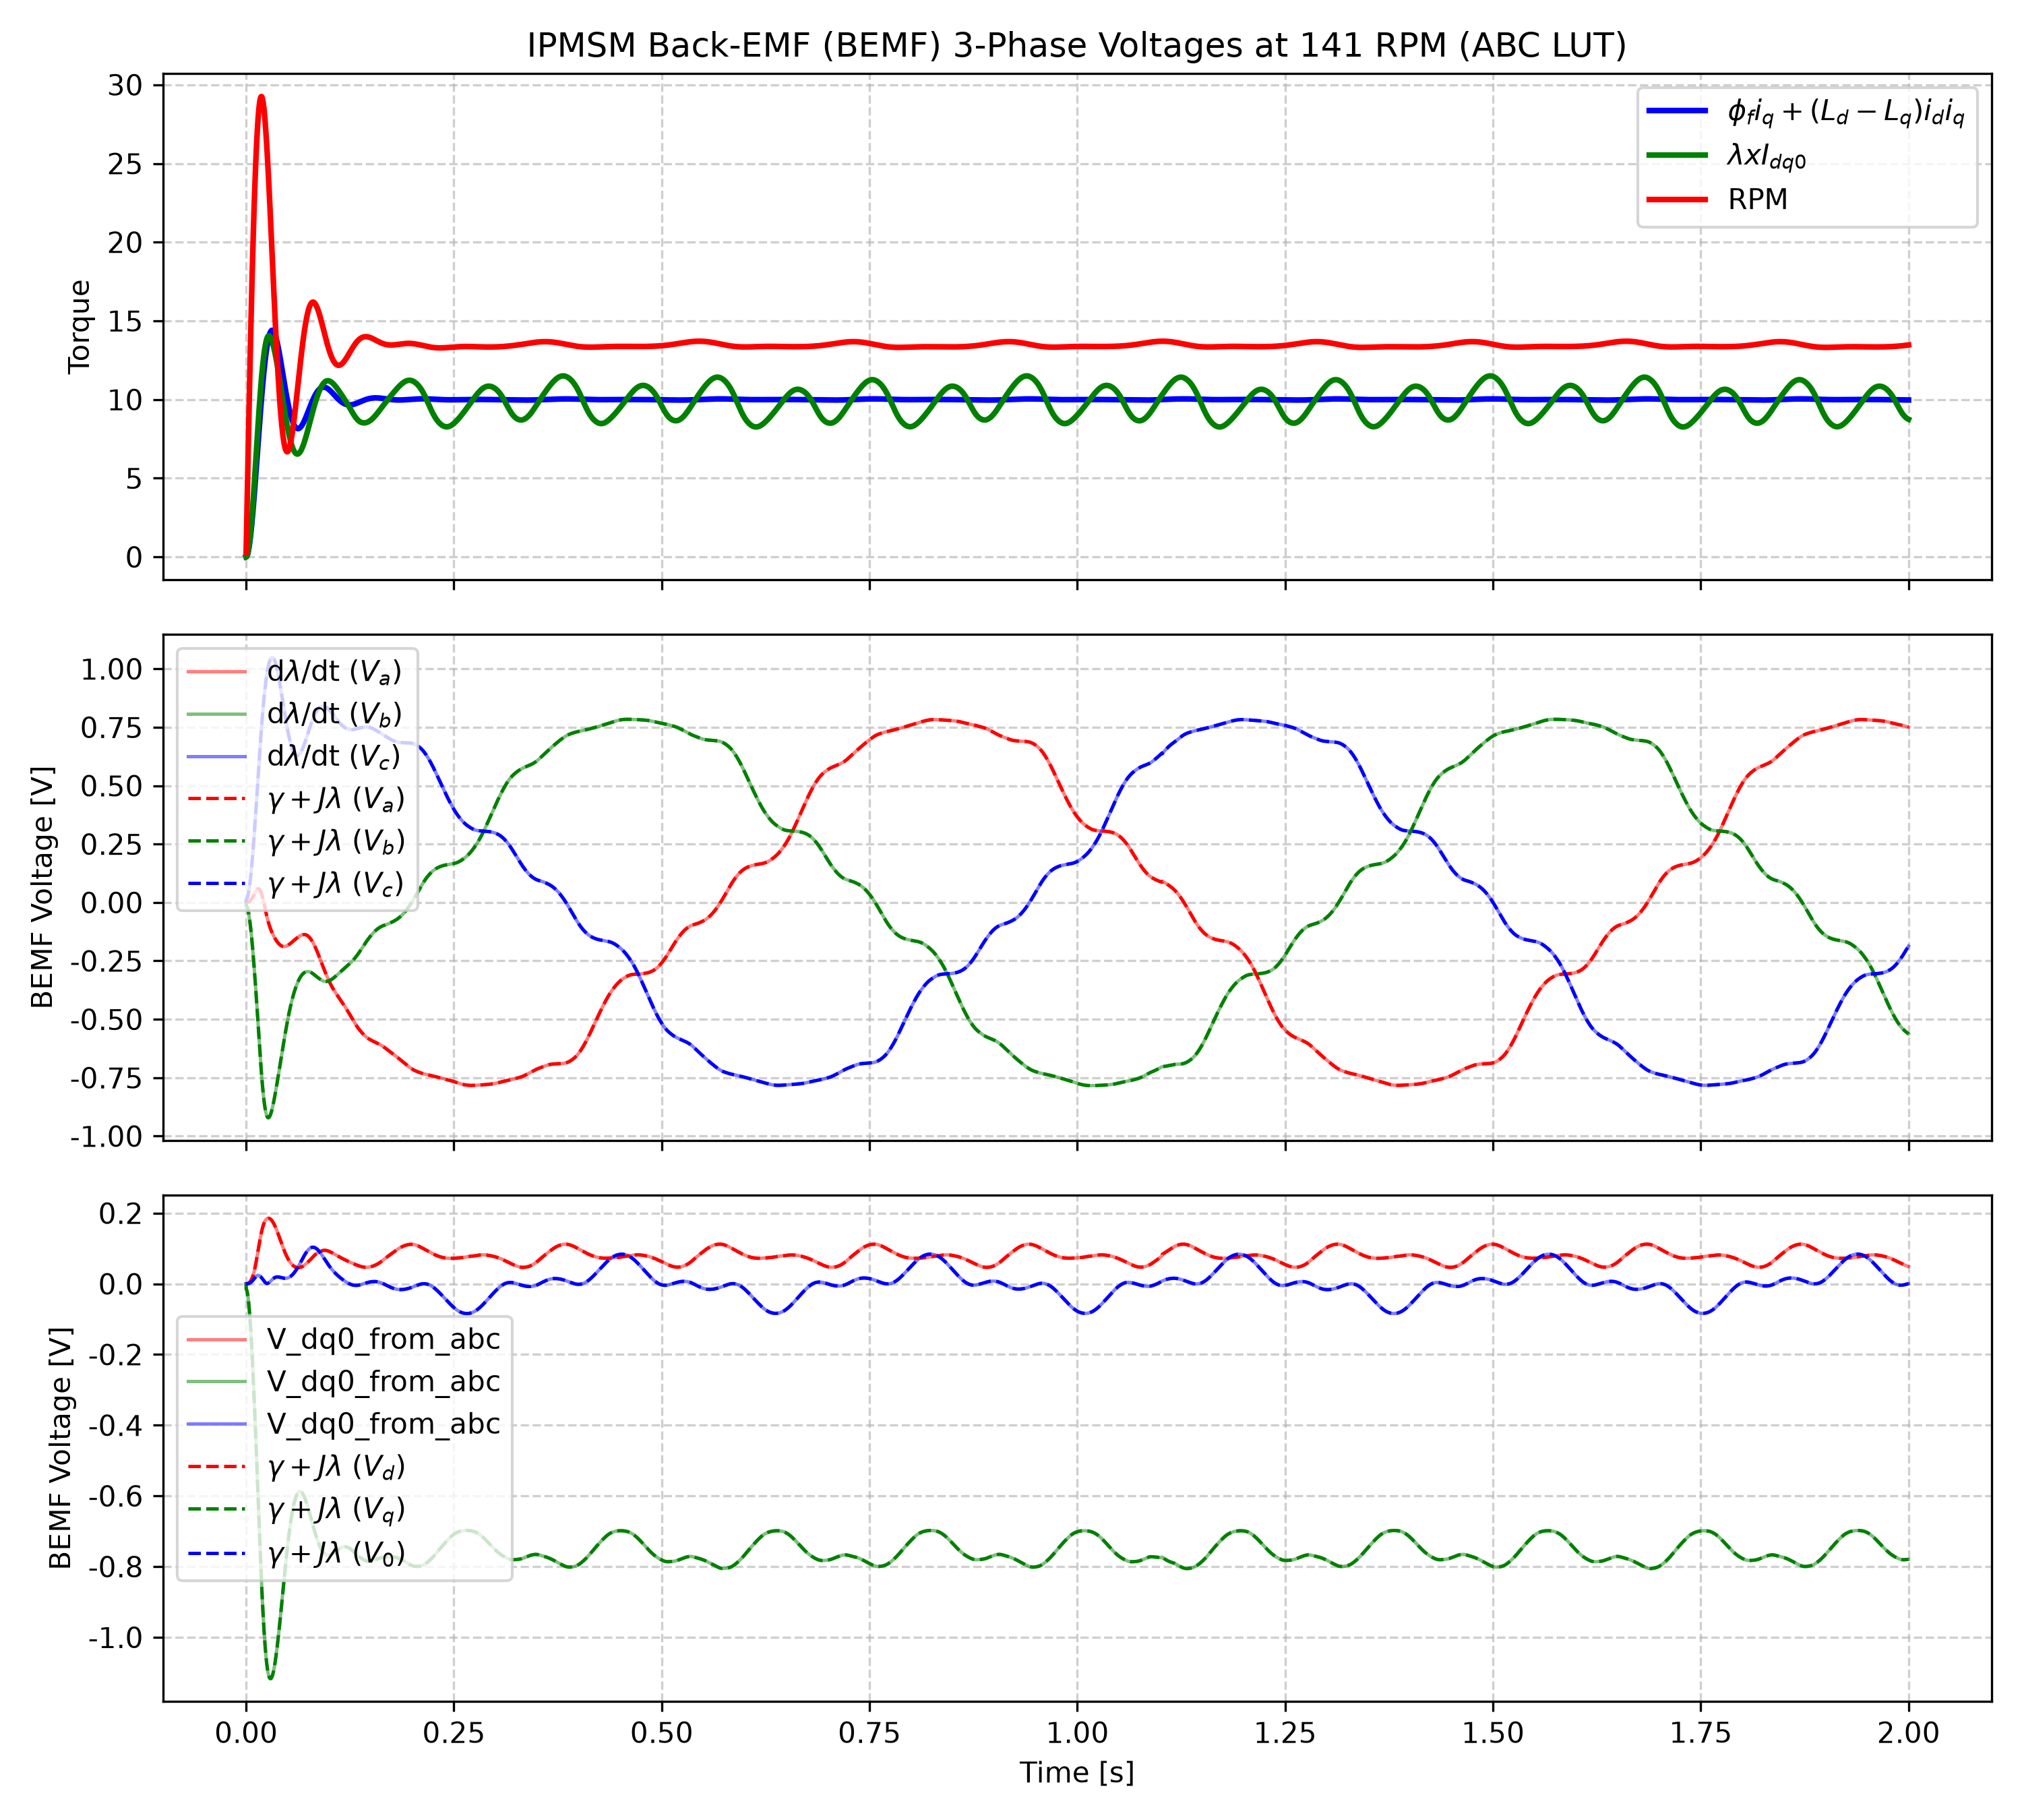 IPMSM Back-EMF (BEMF) 3-Phase Voltages at 141 RPM (ABC LUT)
30
25
20
15
10
5
0
Torque
ϕ_f i_q + (L_d − L_q)i_d i_q
λxI_dq0
RPM
1.00
0.75
0.50
0.25
0.00
-0.25
-0.50
-0.75
-1.00
BEMF Voltage [V]
dλ/dt (V_a)
dλ/dt (V_b)
dλ/dt (V_c)
γ + Jλ (V_a)
γ + Jλ (V_b)
γ + Jλ (V_c)
0.2
0.0
-0.2
-0.4
-0.6
-0.8
-1.0
BEMF Voltage [V]
V_dq0_from_abc
V_dq0_from_abc
V_dq0_from_abc
γ + Jλ (V_d)
γ + Jλ (V_q)
γ + Jλ (V_0)
0.00 0.25 0.50 0.75 1.00 1.25 1.50 1.75 2.00
Time [s]